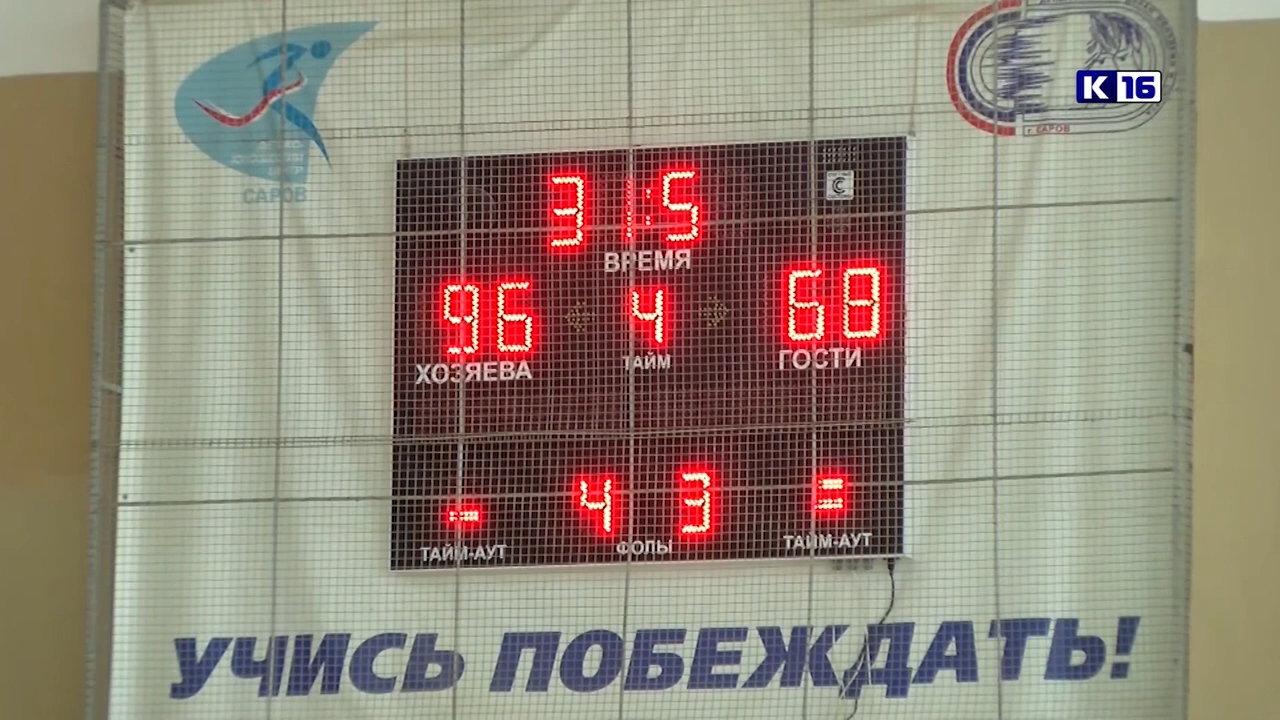 К 16
г. САРОВ
САРОВ
31:5
ВРЕМЯ
96 4 68
ХОЗЯЕВА ТАЙМ ГОСТИ
- 4 3 =
ТАЙМ-АУТ ФОЛЫ ТАЙМ-АУТ
УЧИСЬ ПОБЕЖДАТЬ!